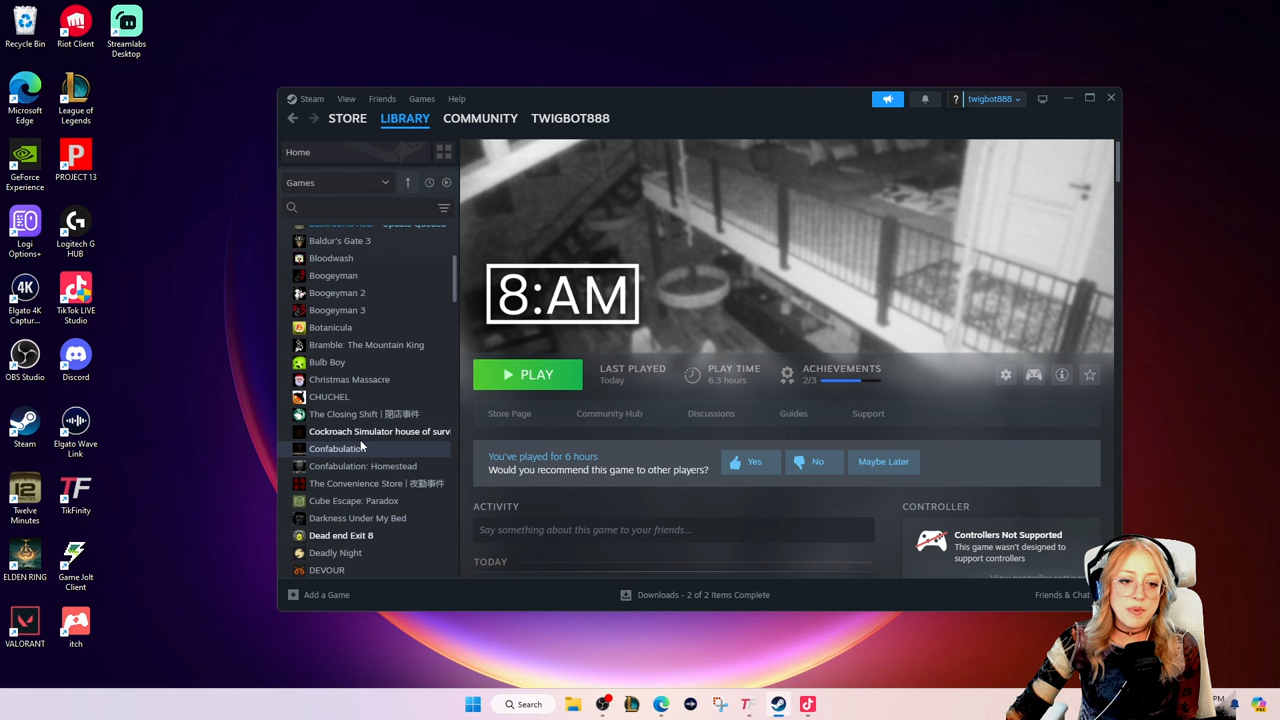 Recycle Bin
Riot Client
Streamlabs Desktop
Microsoft Edge
League of Legends
GeForce Experience
PROJECT 13
Logi Options+
Logitech G HUB
4K
Elgato 4K Captur...
TikTok LIVE Studio
OBS Studio
Discord
Steam
Elgato Wave Link
12 MINUTES
Twelve Minutes
TikFinity
ELDEN RING
Game Jolt Client
VALORANT
itch
Steam View Friends Games Help
? twigbot888
STORE LIBRARY COMMUNITY TWIGBOT888
Home
Games
Baldur's Gate 3
Bloodwash
Boogeyman
Boogeyman 2
Boogeyman 3
Botanicula
Bramble: The Mountain King
Bulb Boy
Christmas Massacre
CHUCHEL
The Closing Shift | 閉店事件
Cockroach Simulator house of surv
Confabulation
Confabulation: Homestead
The Convenience Store | 夜勤事件
Cube Escape: Paradox
Darkness Under My Bed
Dead end Exit 8
Deadly Night
DEVOUR
8:AM
PLAY
LAST PLAYED
Today
PLAY TIME
6.3 hours
ACHIEVEMENTS
2/3
Store Page Community Hub Discussions Guides Support
You've played for 6 hours
Would you recommend this game to other players?
Yes No Maybe Later
ACTIVITY
Say something about this game to your friends...
TODAY
CONTROLLER
Controllers Not Supported
This game wasn't designed to
support controllers
Add a Game
Downloads - 2 of 2 Items Complete
Friends & Chat
Search
PM